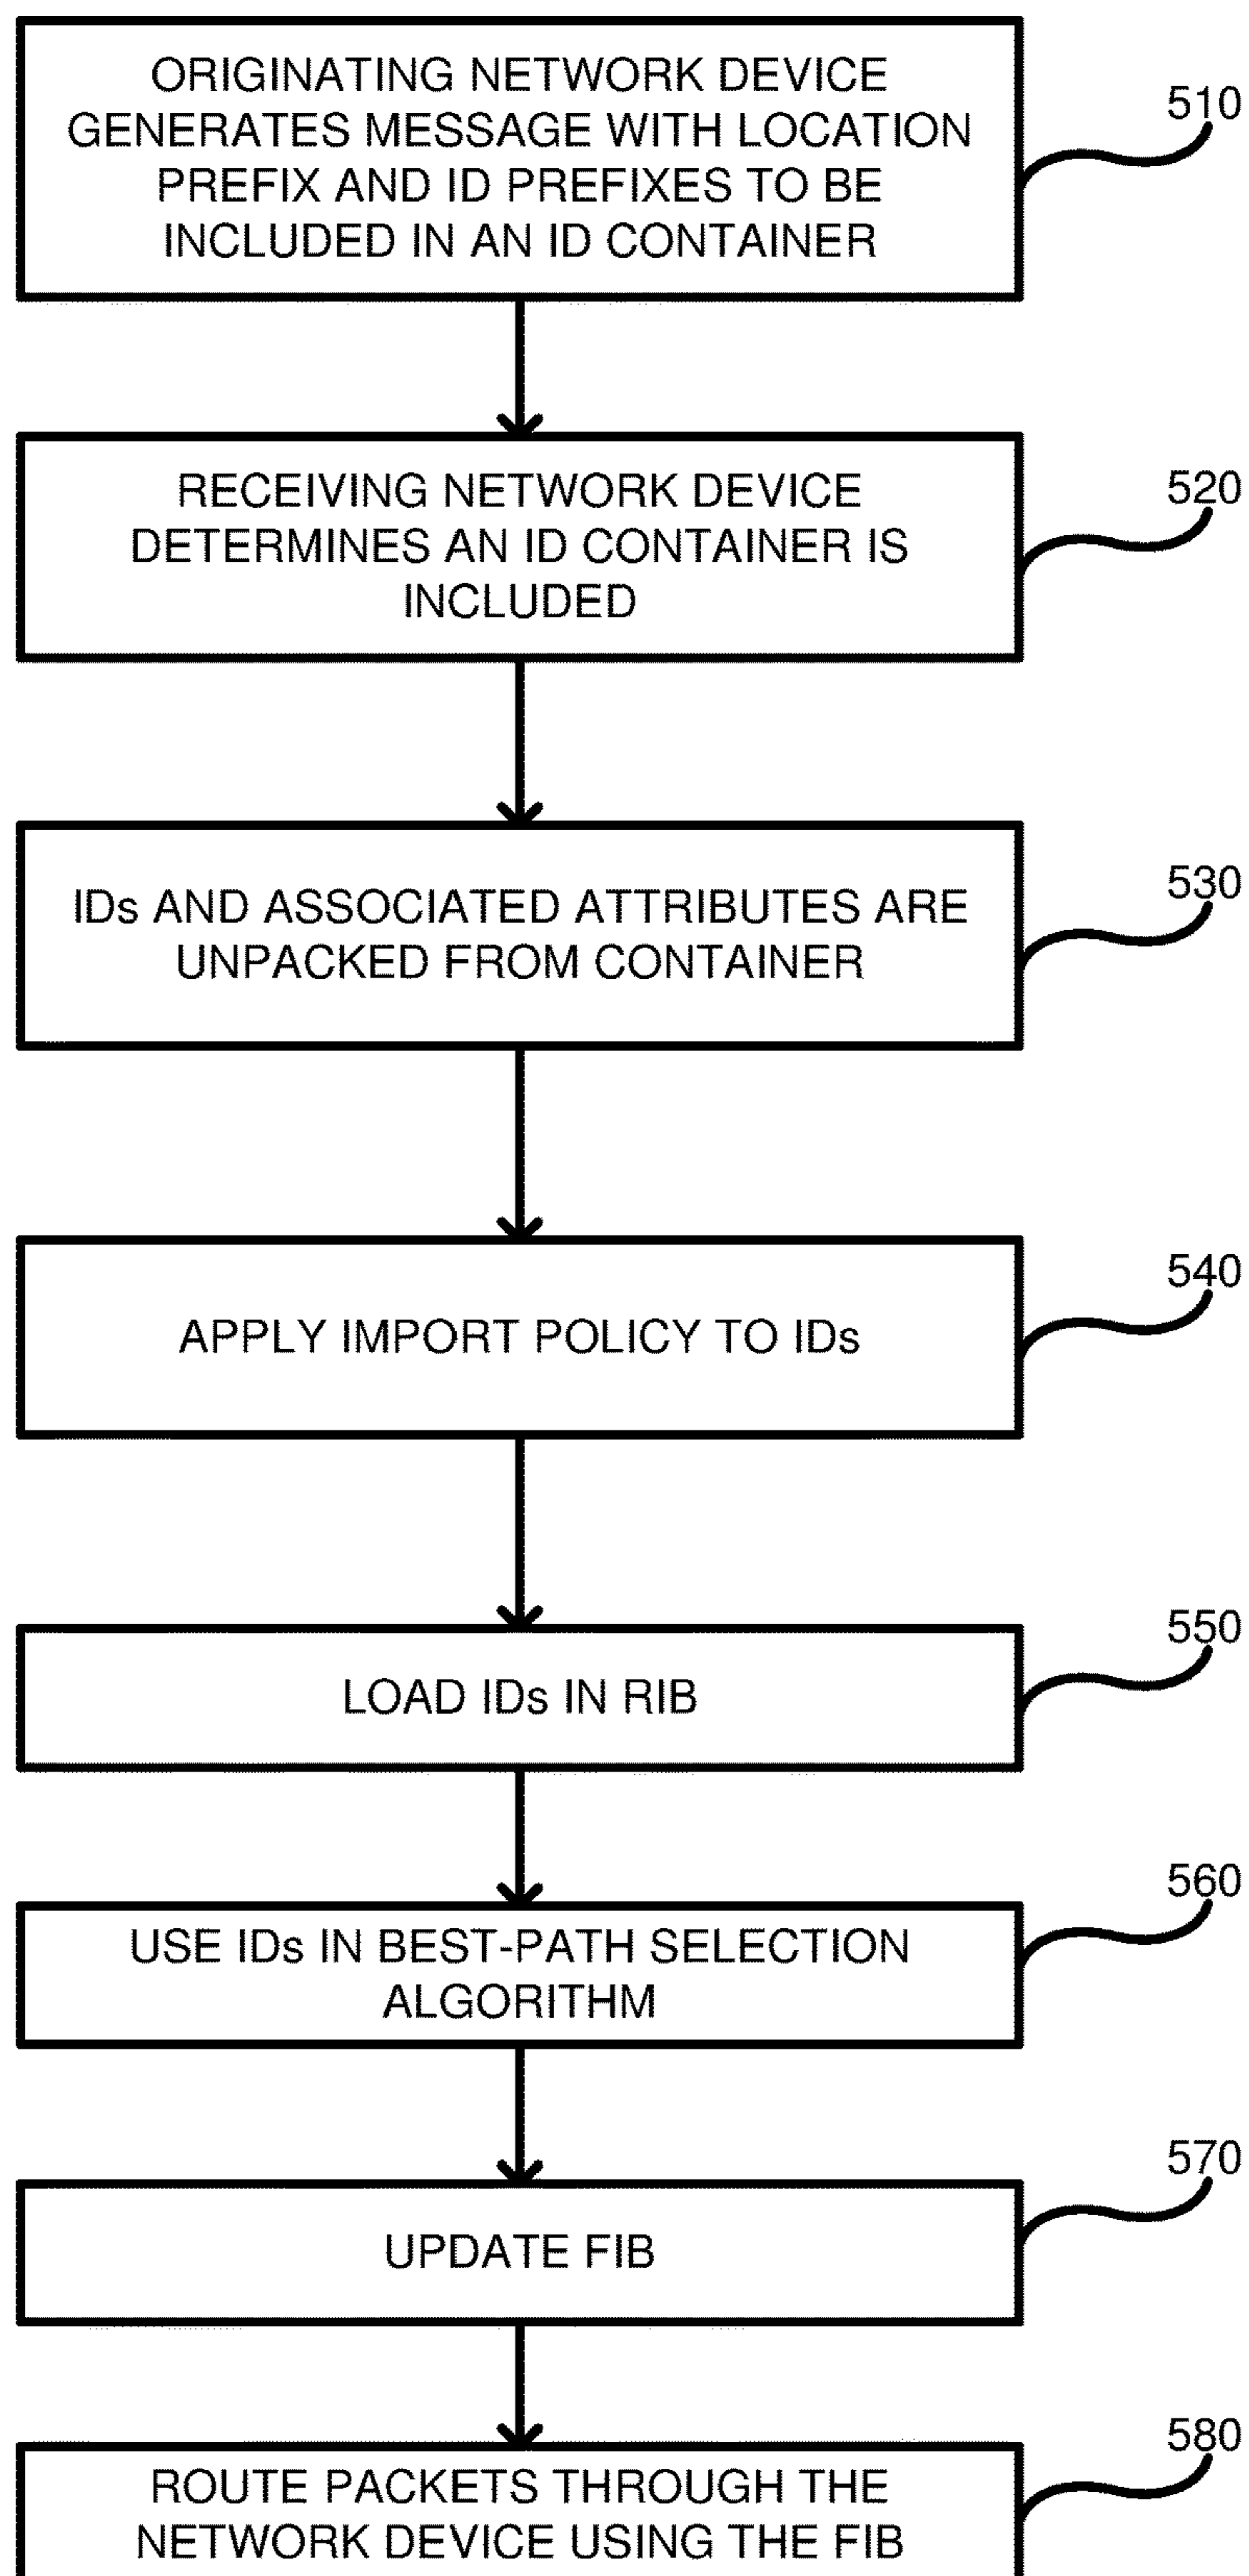 ORIGINATING NETWORK DEVICE
GENERATES MESSAGE WITH LOCATION
PREFIX AND ID PREFIXES TO BE
INCLUDED IN AN ID CONTAINER
510
RECEIVING NETWORK DEVICE
DETERMINES AN ID CONTAINER IS
INCLUDED
520
IDs AND ASSOCIATED ATTRIBUTES ARE
UNPACKED FROM CONTAINER
530
APPLY IMPORT POLICY TO IDs
540
LOAD IDs IN RIB
550
USE IDs IN BEST-PATH SELECTION
ALGORITHM
560
UPDATE FIB
570
ROUTE PACKETS THROUGH THE
NETWORK DEVICE USING THE FIB
580